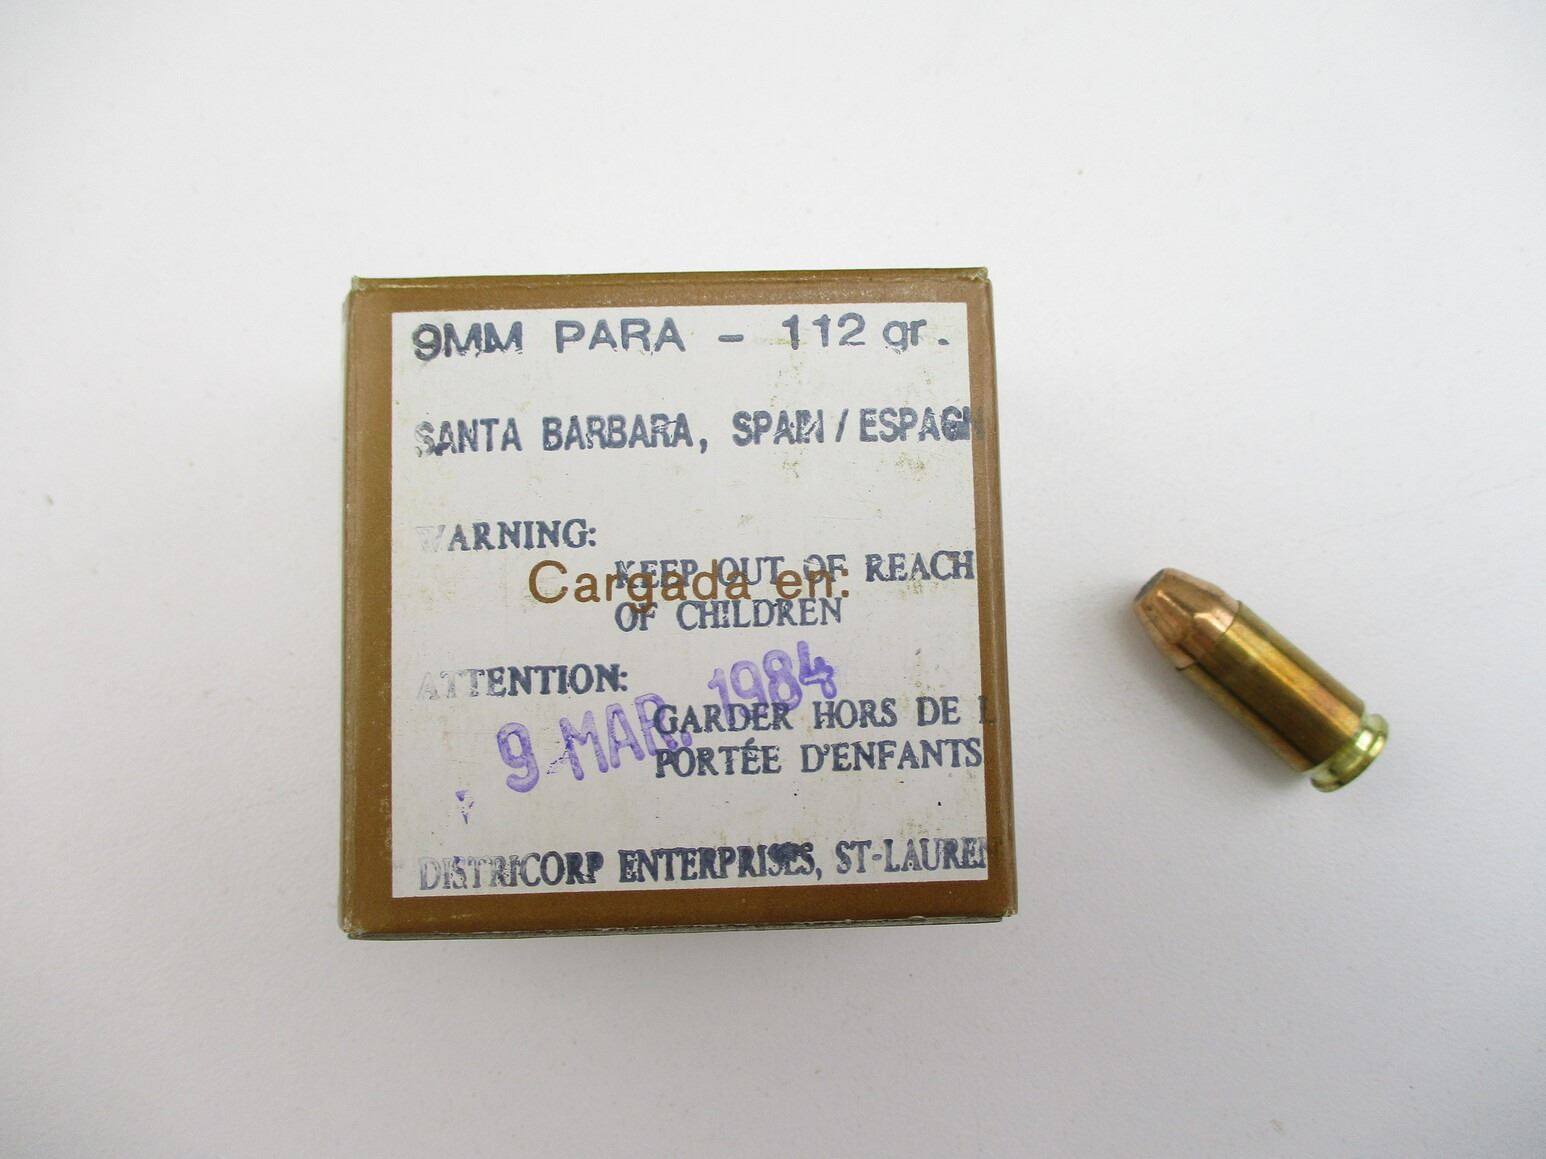 9MM PARA - 112 gr.
SANTA BARBARA, SPAIN / ESPAGN
WARNING:
KEEP OUT OF REACH
Cargada en:
OF CHILDREN
ATTENTION:
9 MAR. 1984
GARDER HORS DE L
PORTÉE D'ENFANTS
DISTRICORP ENTERPRISES, ST-LAUREN